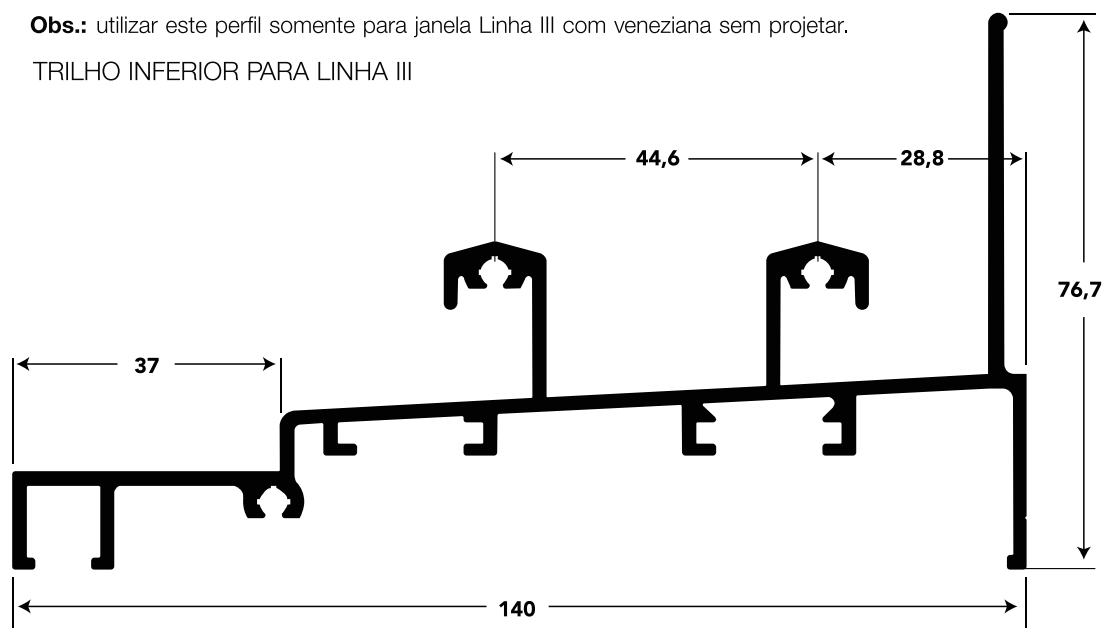 Obs.: utilizar este perfil somente para janela Linha III com veneziana sem projetar.
TRILHO INFERIOR PARA LINHA III
44,6
28,8
76,7
37
140